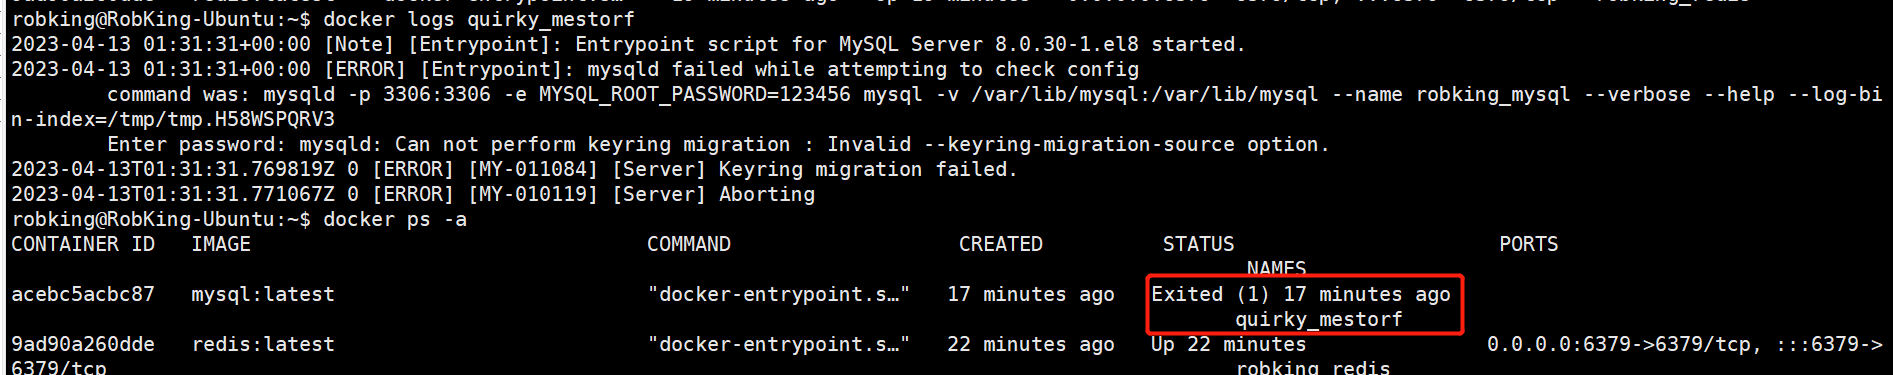 robking@RobKing-Ubuntu:~$ docker logs quirky_mestorf
2023-04-13 01:31:31+00:00 [Note] [Entrypoint]: Entrypoint script for MySQL Server 8.0.30-1.el8 started.
2023-04-13 01:31:31+00:00 [ERROR] [Entrypoint]: mysqld failed while attempting to check config
command was: mysqld -p 3306:3306 -e MYSQL_ROOT_PASSWORD=123456 mysql -v /var/lib/mysql:/var/lib/mysql --name robking_mysql --verbose --help --log-bi
n-index=/tmp/tmp.H58WSPQRV3
Enter password: mysqld: Can not perform keyring migration : Invalid --keyring-migration-source option.
2023-04-13T01:31:31.769819Z 0 [ERROR] [MY-011084] [Server] Keyring migration failed.
2023-04-13T01:31:31.771067Z 0 [ERROR] [MY-010119] [Server] Aborting
robking@RobKing-Ubuntu:~$ docker ps -a
CONTAINER ID IMAGE COMMAND CREATED STATUS PORTS
NAMES
acebc5acbc87 mysql:latest "docker-entrypoint.s…" 17 minutes ago Exited (1) 17 minutes ago
quirky_mestorf
9ad90a260dde redis:latest "docker-entrypoint.s…" 22 minutes ago Up 22 minutes 0.0.0.0:6379->6379/tcp, :::6379->
6379/tcp robking_redis